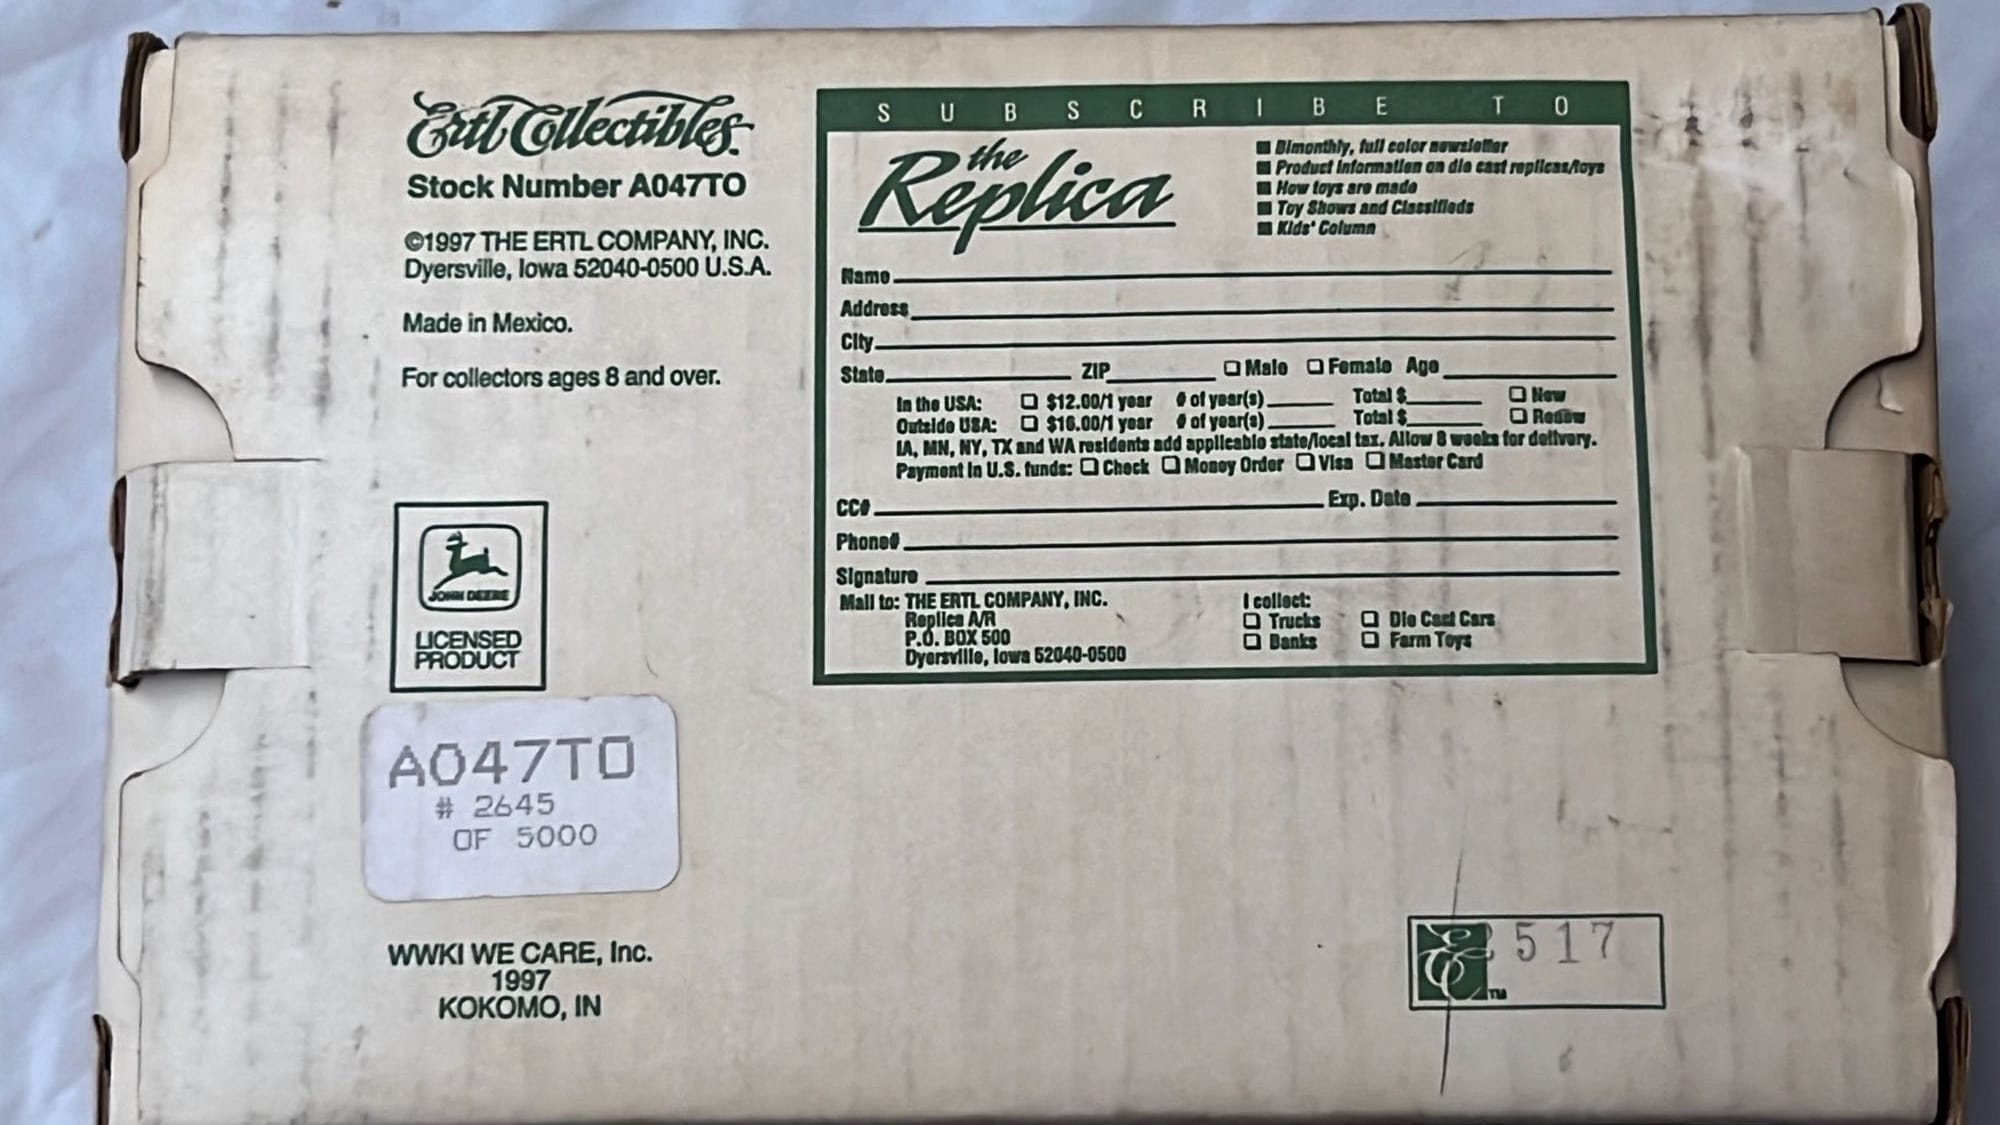 Ertl Collectibles™
Stock Number A047TO
©1997 THE ERTL COMPANY, INC.
Dyersville, Iowa 52040-0500 U.S.A.
Made in Mexico.
For collectors ages 8 and over.
JOHN DEERE
LICENSED
PRODUCT
A047TO
# 2645
OF 5000
WWKI WE CARE, Inc.
1997
KOKOMO, IN
SUBSCRIBE TO
the
Replica
■ Bimonthly, full color newsletter
■ Product information on die cast replicas/toys
■ How toys are made
■ Toy Shows and Classifieds
■ Kids' Column
Name
Address
City
State ZIP ☐ Male ☐ Female Age
In the USA: ☐ $12.00/1 year # of year(s) Total $ ☐ New
Outside USA: ☐ $16.00/1 year # of year(s) Total $ ☐ Renew
IA, MN, NY, TX and WA residents add applicable state/local tax. Allow 8 weeks for delivery.
Payment in U.S. funds: ☐ Check ☐ Money Order ☐ Visa ☐ Master Card
CC# Exp. Date
Phone#
Signature
Mail to: THE ERTL COMPANY, INC.
Replica A/R
P.O. BOX 500
Dyersville, Iowa 52040-0500
I collect:
☐ Trucks ☐ Die Cast Cars
☐ Banks ☐ Farm Toys
E™ 517